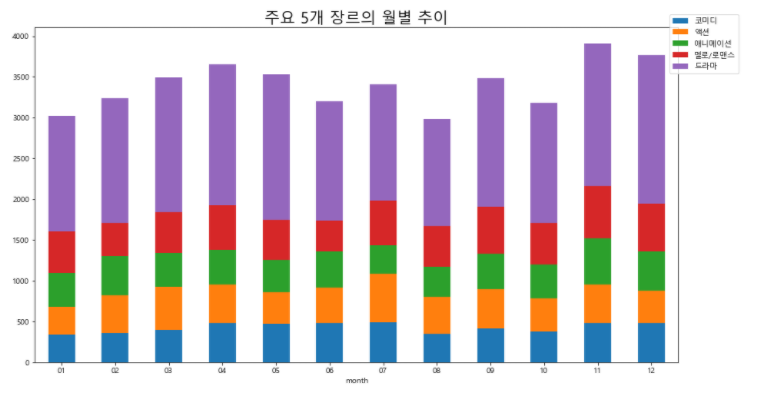 주요 5개 장르의 월별 추이
코미디
액션
애니메이션
멜로/로맨스
드라마
4000
3500
3000
2500
2000
1500
1000
500
0
01 02 03 04 05 06 07 08 09 10 11 12
month